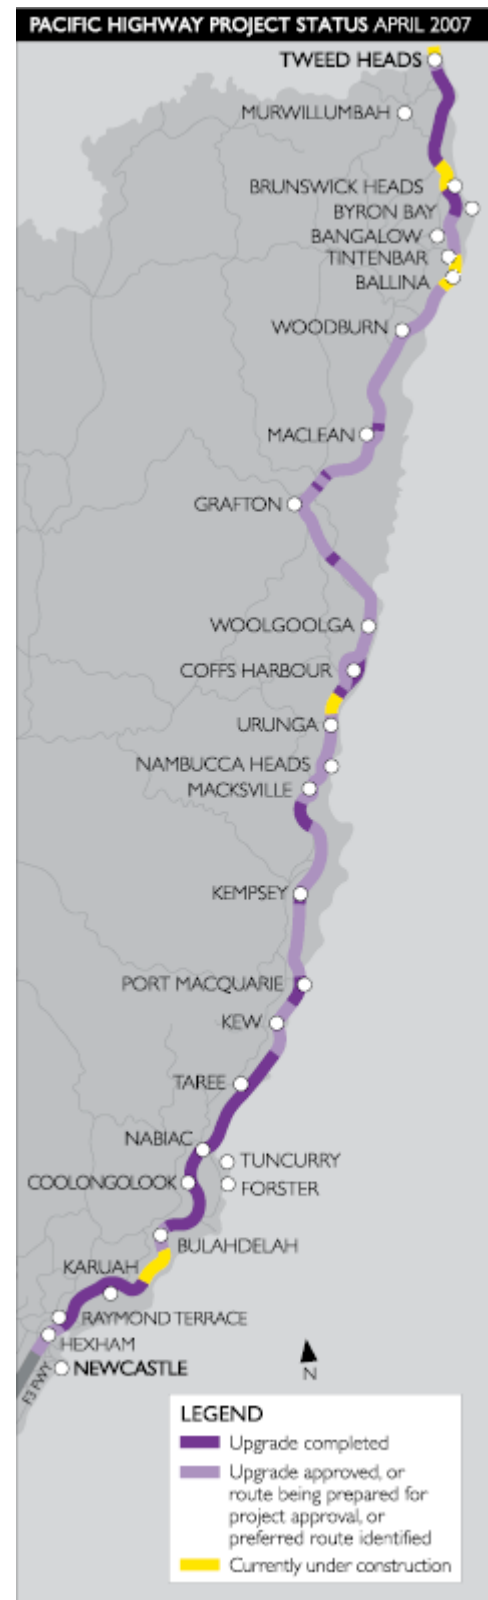 PACIFIC HIGHWAY PROJECT STATUS APRIL 2007
TWEED HEADS
MURWILLUMBAH
BRUNSWICK HEADS
BYRON BAY
BANGALOW
TINTENBAR
BALLINA
WOODBURN
MACLEAN
GRAFTON
WOOLGOOLGA
COFFS HARBOUR
URUNGA
NAMBUCCA HEADS
MACKSVILLE
KEMPSEY
PORT MACQUARIE
KEW
TAREE
NABIAC
TUNCURRY
COOLONGOLOOK
FORSTER
BULAHDELAH
KARUAH
RAYMOND TERRACE
HEXHAM
NEWCASTLE
F3 FWY
N
LEGEND
Upgrade completed
Upgrade approved, or
route being prepared for
project approval, or
preferred route identified
Currently under construction